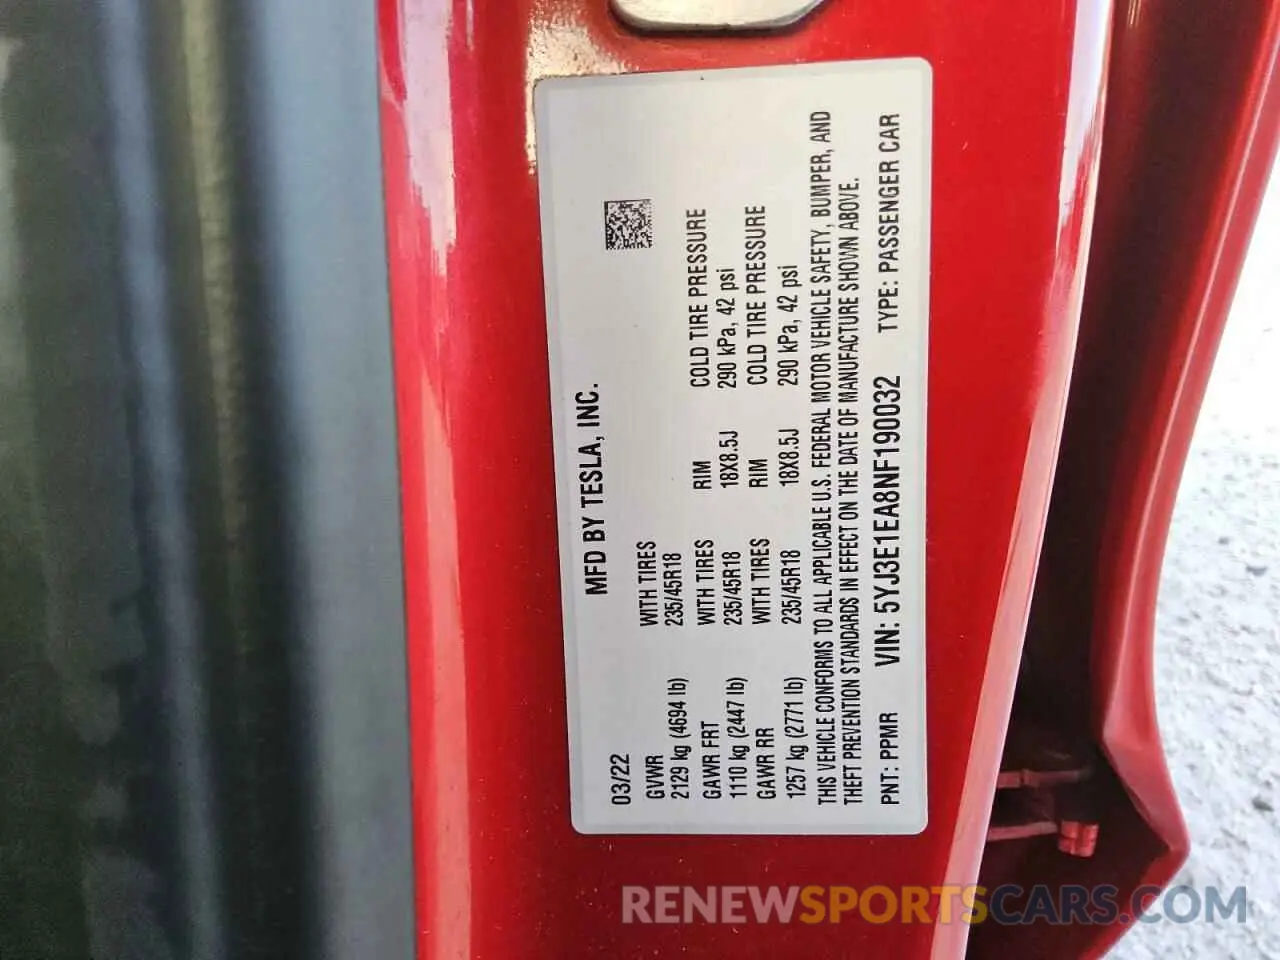 MFD BY TESLA, INC.
03/22
GVWR WITH TIRES
2129 kg (4694 lb) 235/45R18
GAWR FRT WITH TIRES RIM COLD TIRE PRESSURE
1110 kg (2447 lb) 235/45R18 18X8.5J 290 kPa, 42 psi
GAWR RR WITH TIRES RIM COLD TIRE PRESSURE
1257 kg (2771 lb) 235/45R18 18X8.5J 290 kPa, 42 psi
THIS VEHICLE CONFORMS TO ALL APPLICABLE U.S. FEDERAL MOTOR VEHICLE SAFETY, BUMPER, AND
THEFT PREVENTION STANDARDS IN EFFECT ON THE DATE OF MANUFACTURE SHOWN ABOVE.
PNT: PPMR VIN: 5YJ3E1EA8NF190032 TYPE: PASSENGER CAR
RENEWSPORTSCARS.COM